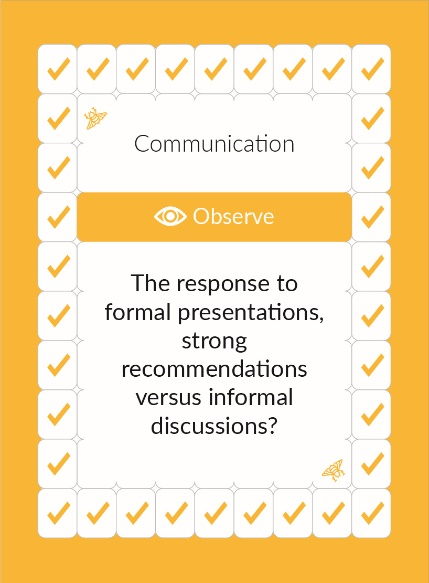 Communication
Observe
The response to
formal presentations,
strong
recommendations
versus informal
discussions?